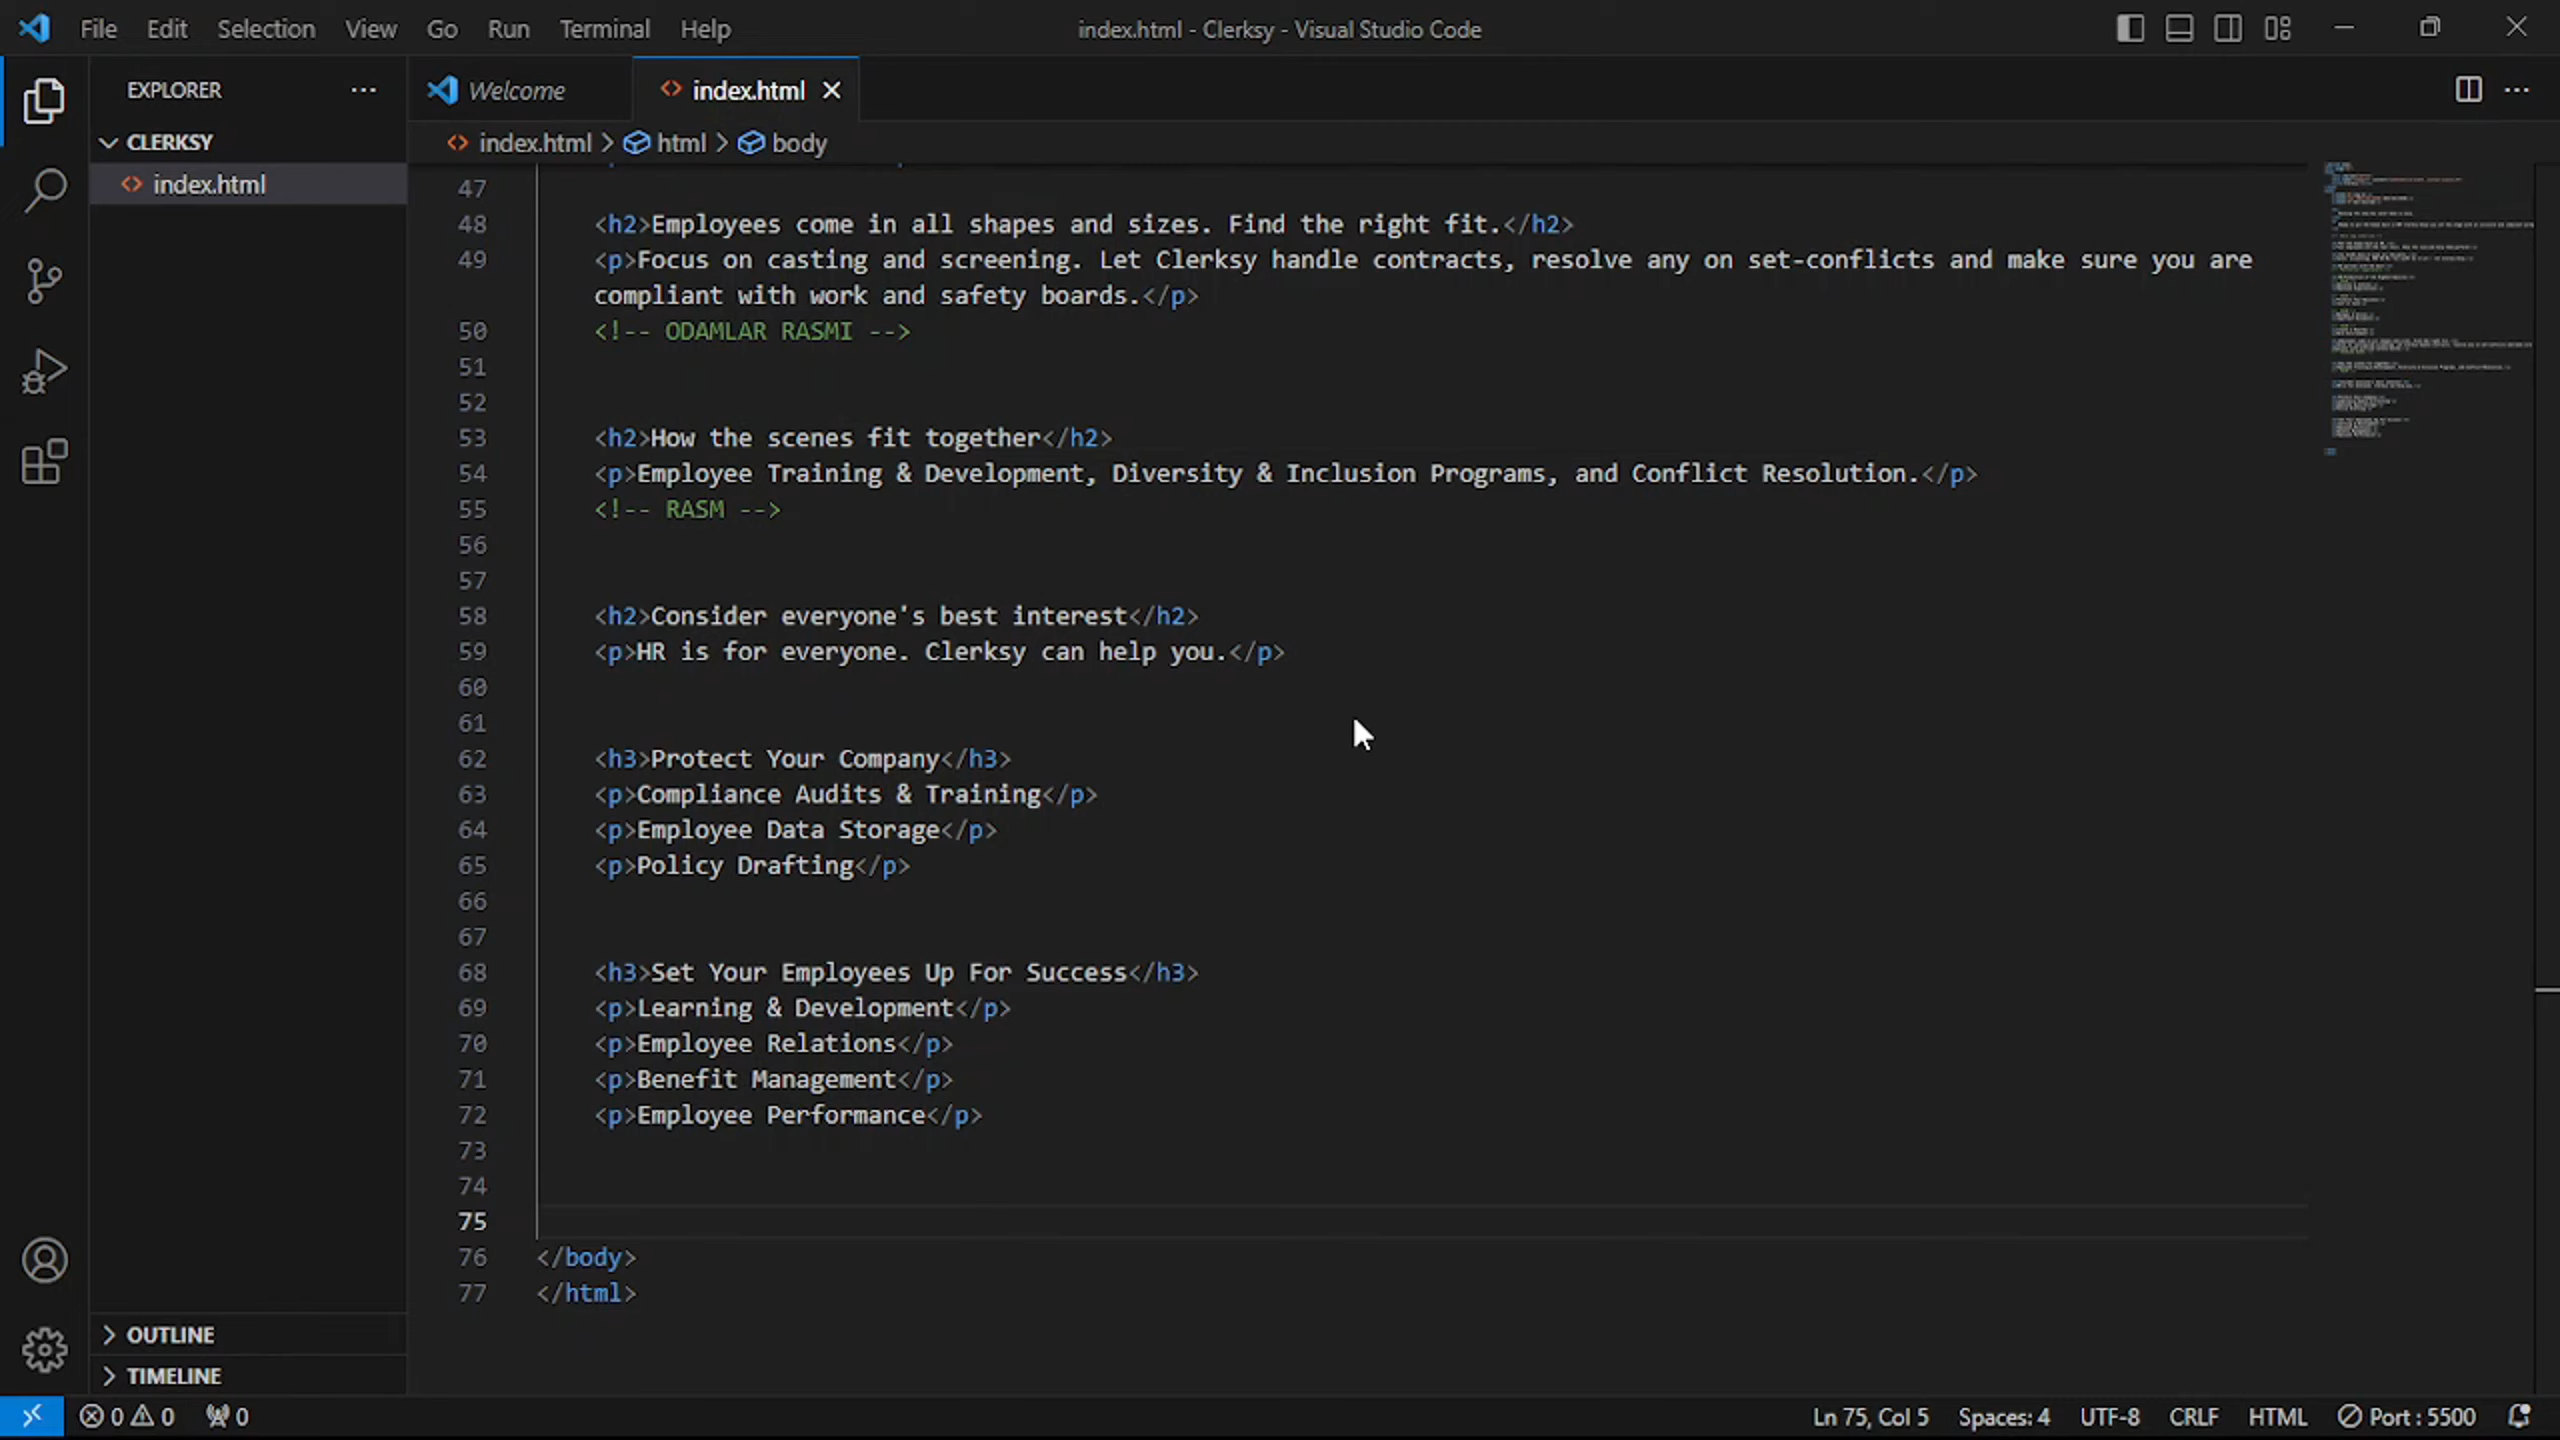 File Edit Selection View Go Run Terminal Help
index.html - Clerksy - Visual Studio Code
EXPLORER
Welcome
index.html
CLERKSY
index.html
index.html > html > body
47
48 <h2>Employees come in all shapes and sizes. Find the right fit.</h2>
49 <p>Focus on casting and screening. Let Clerksy handle contracts, resolve any on set-conflicts and make sure you are
compliant with work and safety boards.</p>
50 <!-- ODAMLAR RASMI -->
51
52
53 <h2>How the scenes fit together</h2>
54 <p>Employee Training & Development, Diversity & Inclusion Programs, and Conflict Resolution.</p>
55 <!-- RASM -->
56
57
58 <h2>Consider everyone's best interest</h2>
59 <p>HR is for everyone. Clerksy can help you.</p>
60
61
62 <h3>Protect Your Company</h3>
63 <p>Compliance Audits & Training</p>
64 <p>Employee Data Storage</p>
65 <p>Policy Drafting</p>
66
67
68 <h3>Set Your Employees Up For Success</h3>
69 <p>Learning & Development</p>
70 <p>Employee Relations</p>
71 <p>Benefit Management</p>
72 <p>Employee Performance</p>
73
74
75
76 </body>
77 </html>
OUTLINE
TIMELINE
0 0 0
Ln 75, Col 5 Spaces: 4 UTF-8 CRLF HTML Port : 5500